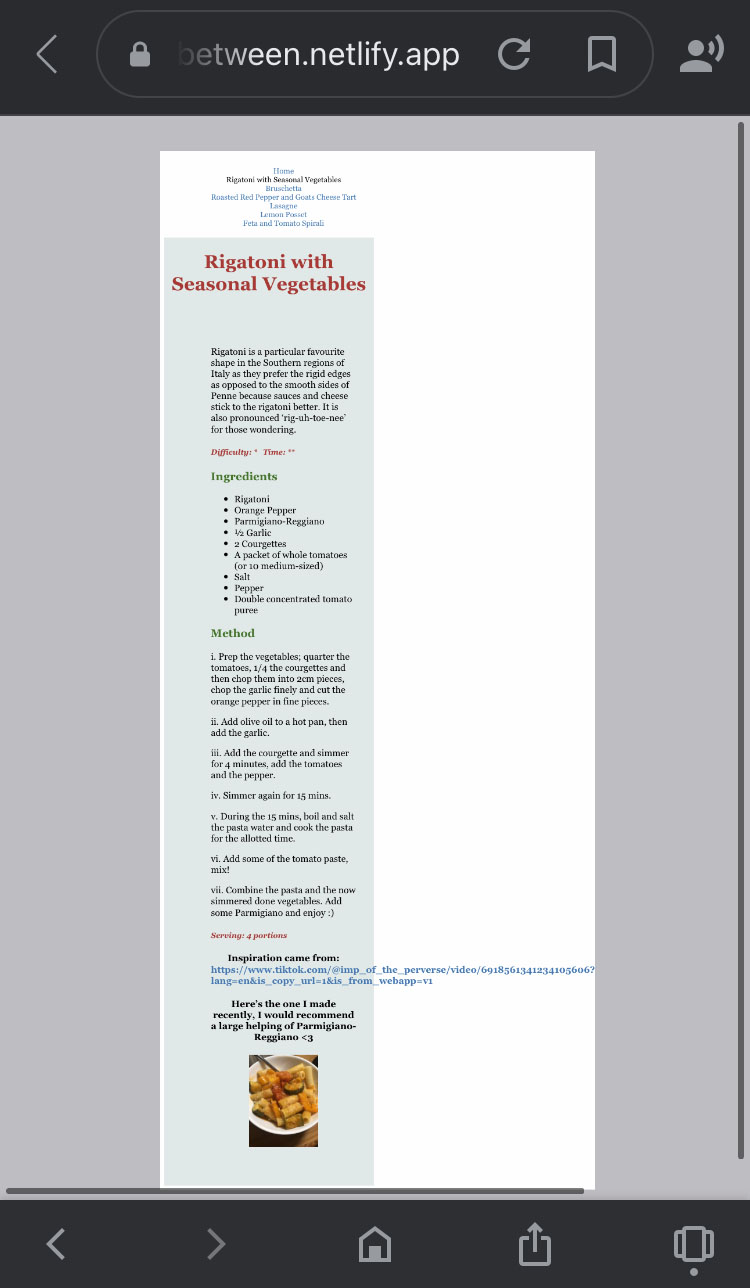 between.netlify.app
Home
Rigatoni with Seasonal Vegetables
Bruschetta
Roasted Red Pepper and Goats Cheese Tart
Lasagne
Lemon Posset
Feta and Tomato Spirali
Rigatoni with
Seasonal Vegetables
Rigatoni is a particular favourite
shape in the Southern regions of
Italy as they prefer the rigid edges
as opposed to the smooth sides of
Penne because sauces and cheese
stick to the rigatoni better. It is
also pronounced 'rig-uh-toe-nee'
for those wondering.
Difficulty: * Time: **
Ingredients
• Rigatoni
• Orange Pepper
• Parmigiano-Reggiano
• ½ Garlic
• 2 Courgettes
• A packet of whole tomatoes
(or 10 medium-sized)
• Salt
• Pepper
• Double concentrated tomato
puree
Method
i. Prep the vegetables; quarter the
tomatoes, 1/4 the courgettes and
then chop them into 2cm pieces,
chop the garlic finely and cut the
orange pepper in fine pieces.
ii. Add olive oil to a hot pan, then
add the garlic.
iii. Add the courgette and simmer
for 4 minutes, add the tomatoes
and the pepper.
iv. Simmer again for 15 mins.
v. During the 15 mins, boil and salt
the pasta water and cook the pasta
for the allotted time.
vi. Add some of the tomato paste,
mix!
vii. Combine the pasta and the now
simmered done vegetables. Add
some Parmigiano and enjoy :)
Serving: 4 portions
Inspiration came from:
https://www.tiktok.com/@imp_of_the_perverse/video/6918561341234105606?
lang=en&is_copy_url=1&is_from_webapp=v1
Here's the one I made
recently, I would recommend
a large helping of Parmigiano-
Reggiano <3